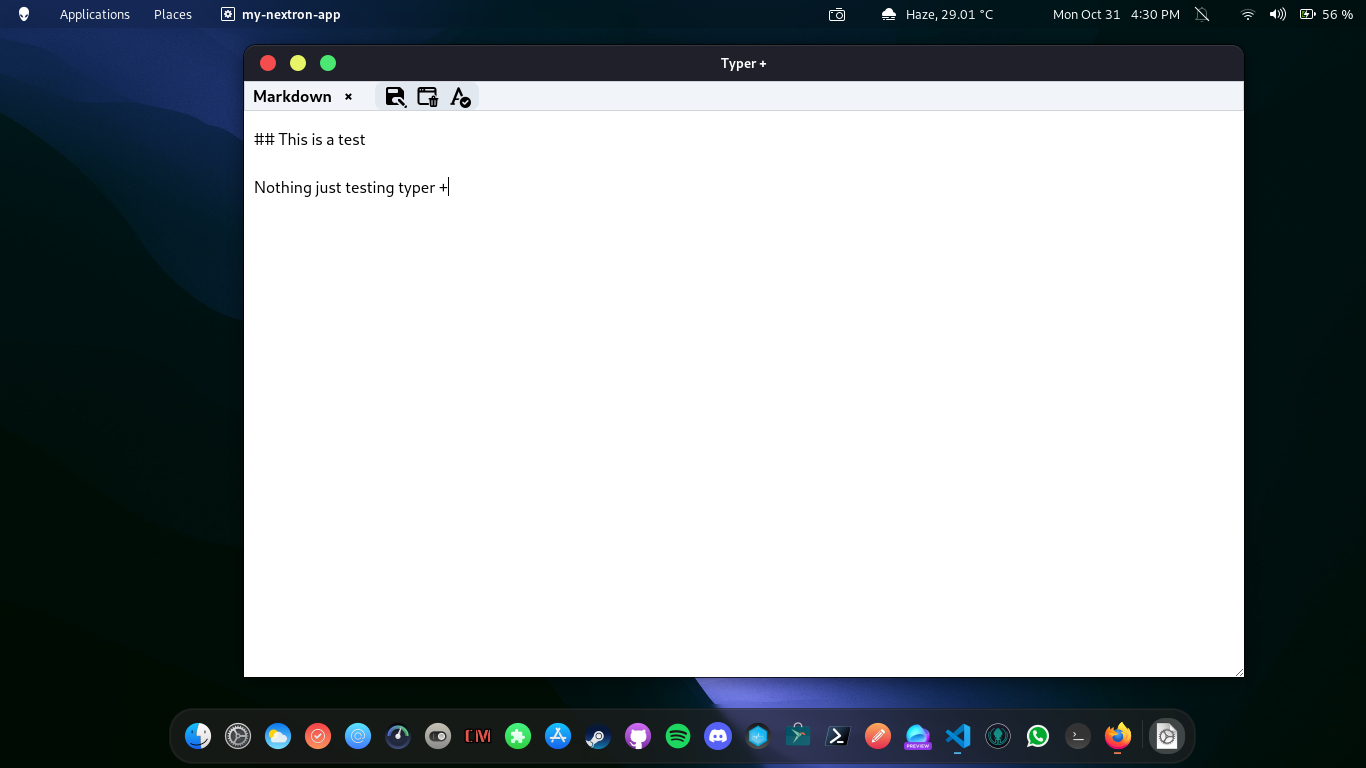 Applications Places my-nextron-app Haze, 29.01 °C Mon Oct 31 4:30 PM 56 %
Typer +
Markdown ×
## This is a test
Nothing just testing typer +
CM
PREVIEW